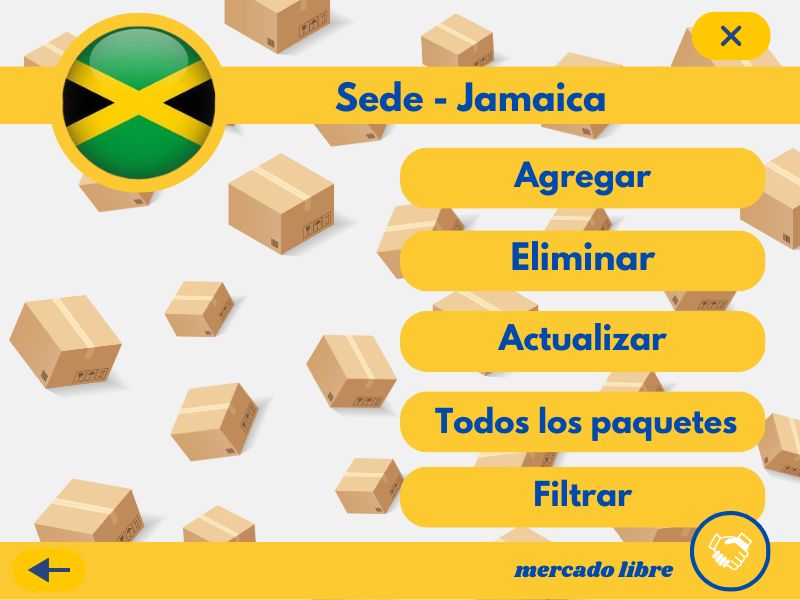 Sede - Jamaica
Agregar
Eliminar
Actualizar
Todos los paquetes
Filtrar
mercado libre